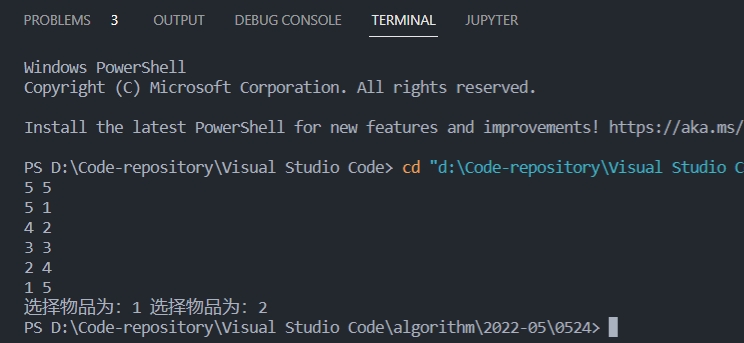 PROBLEMS 3 OUTPUT DEBUG CONSOLE TERMINAL JUPYTER
Windows PowerShell
Copyright (C) Microsoft Corporation. All rights reserved.
Install the latest PowerShell for new features and improvements! https://aka.ms/
PS D:\Code-repository\Visual Studio Code> cd "d:\Code-repository\Visual Studio C
5 5
5 1
4 2
3 3
2 4
1 5
选择物品为: 1 选择物品为: 2
PS D:\Code-repository\Visual Studio Code\algorithm\2022-05\0524>